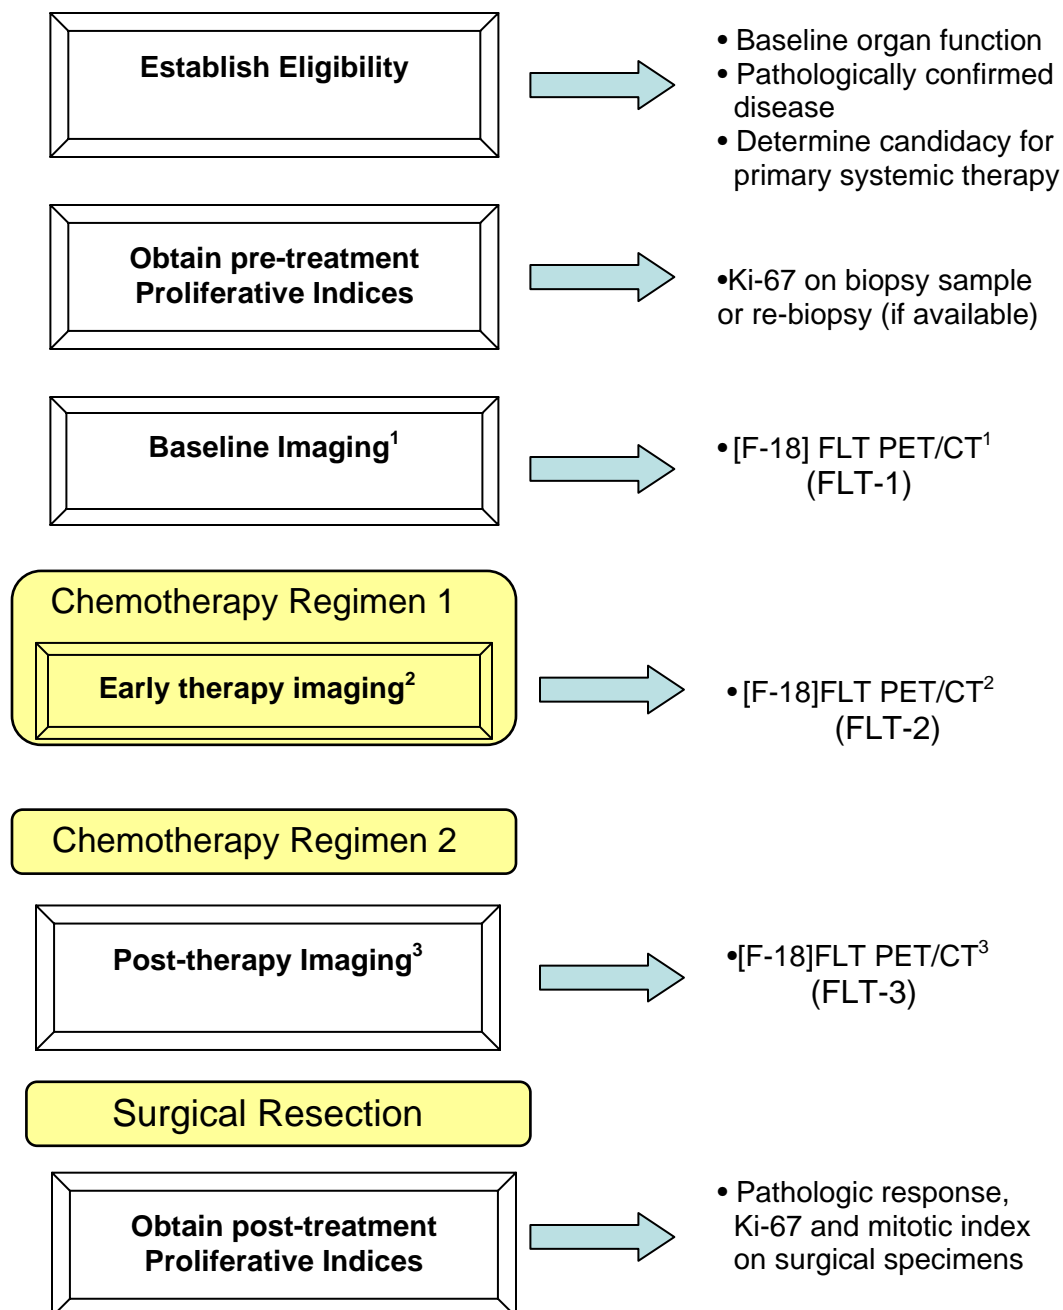 Establish Eligibility
• Baseline organ function
• Pathologically confirmed
disease
• Determine candidacy for
primary systemic therapy
Obtain pre-treatment
Proliferative Indices
•Ki-67 on biopsy sample
or re-biopsy (if available)
Baseline Imaging¹
• [F-18] FLT PET/CT¹
(FLT-1)
Chemotherapy Regimen 1
Early therapy imaging²
• [F-18]FLT PET/CT²
(FLT-2)
Chemotherapy Regimen 2
Post-therapy Imaging³
•[F-18]FLT PET/CT³
(FLT-3)
Surgical Resection
Obtain post-treatment
Proliferative Indices
• Pathologic response,
Ki-67 and mitotic index
on surgical specimens